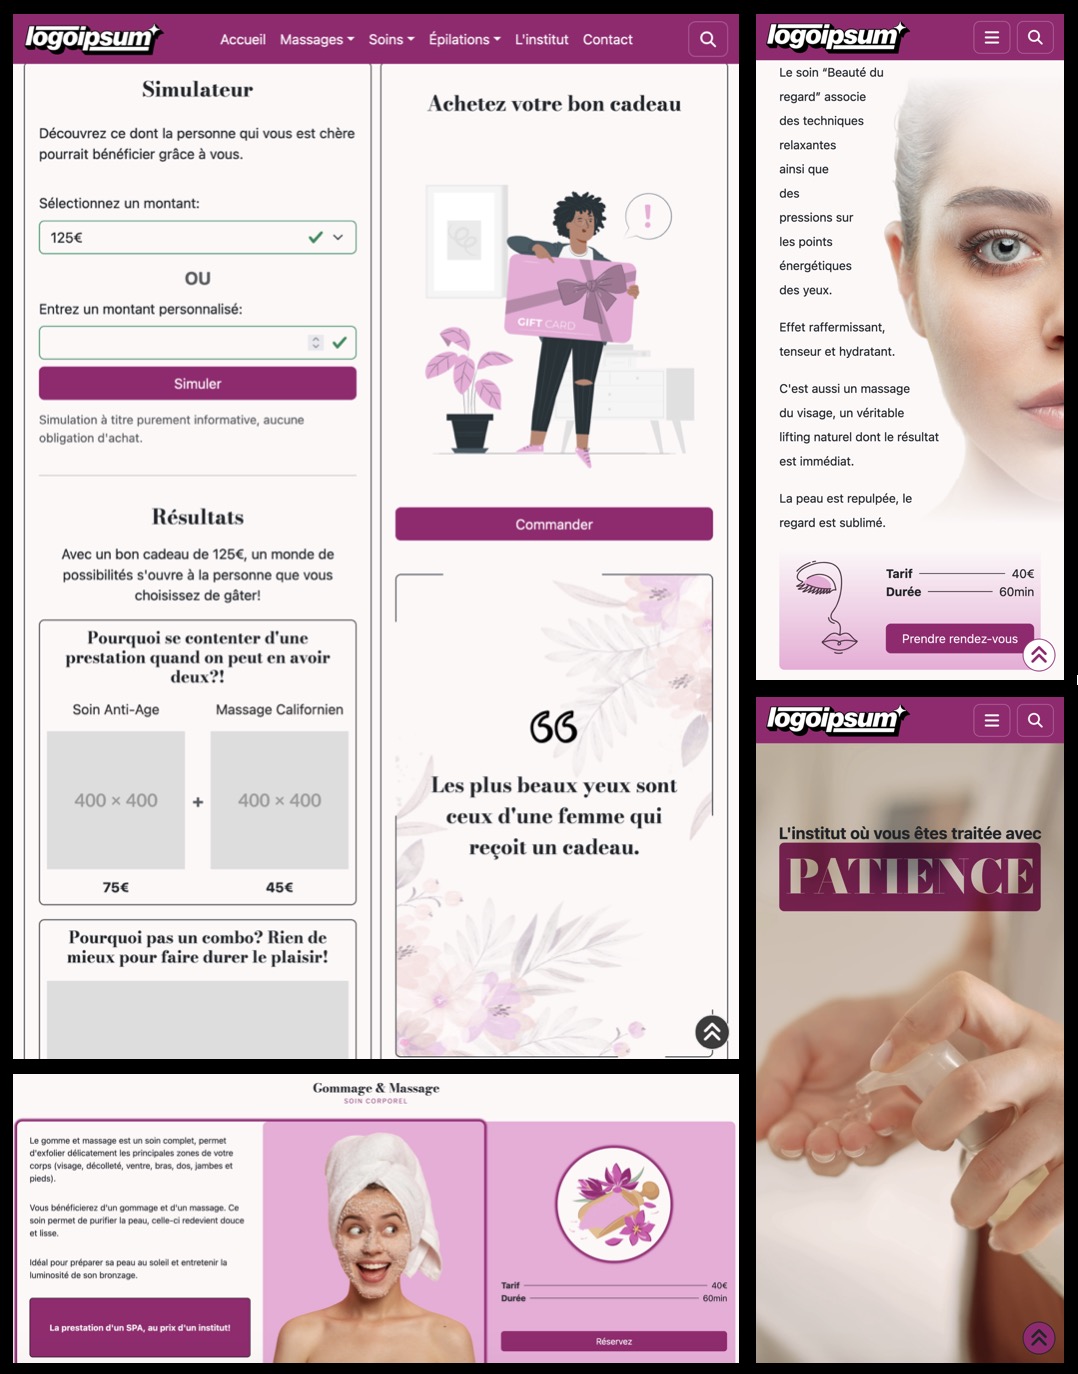 logoipsum
Accueil Massages Soins Épilations L'institut Contact
Simulateur
Découvrez ce dont la personne qui vous est chère
pourrait bénéficier grâce à vous.
Sélectionnez un montant:
125€
OU
Entrez un montant personnalisé:
Simuler
Simulation à titre purement informative, aucune
obligation d'achat.
Résultats
Avec un bon cadeau de 125€, un monde de
possibilités s'ouvre à la personne que vous
choisissez de gâter!
Pourquoi se contenter d'une
prestation quand on peut en avoir
deux?!
Soin Anti-Age Massage Californien
400 × 400 + 400 × 400
75€ 45€
Pourquoi pas un combo? Rien de
mieux pour faire durer le plaisir!
Achetez votre bon cadeau
!
GIFT CARD
Commander
Les plus beaux yeux sont
ceux d'une femme qui
reçoit un cadeau.
logoipsum
Le soin “Beauté du
regard” associe
des techniques
relaxantes
ainsi que
des
pressions sur
les points
énergétiques
des yeux.
Effet raffermissant,
tenseur et hydratant.
C'est aussi un massage
du visage, un véritable
lifting naturel dont le résultat
est immédiat.
La peau est repulpée, le
regard est sublimé.
Tarif 40€
Durée 60min
Prendre rendez-vous
logoipsum
L'institut où vous êtes traitée avec
PATIENCE
Gommage & Massage
SOIN CORPOREL
Le gomme et massage est un soin complet, permet
d'exfolier délicatement les principales zones de votre
corps (visage, décolleté, ventre, bras, dos, jambes et
pieds).
Vous bénéficierez d'un gommage et d'un massage. Ce
soin permet de purifier la peau, celle-ci redevient douce
et lisse.
Idéal pour préparer sa peau au soleil et entretenir la
luminosité de son bronzage.
La prestation d'un SPA, au prix d'un institut!
Tarif 40€
Durée 60min
Réservez